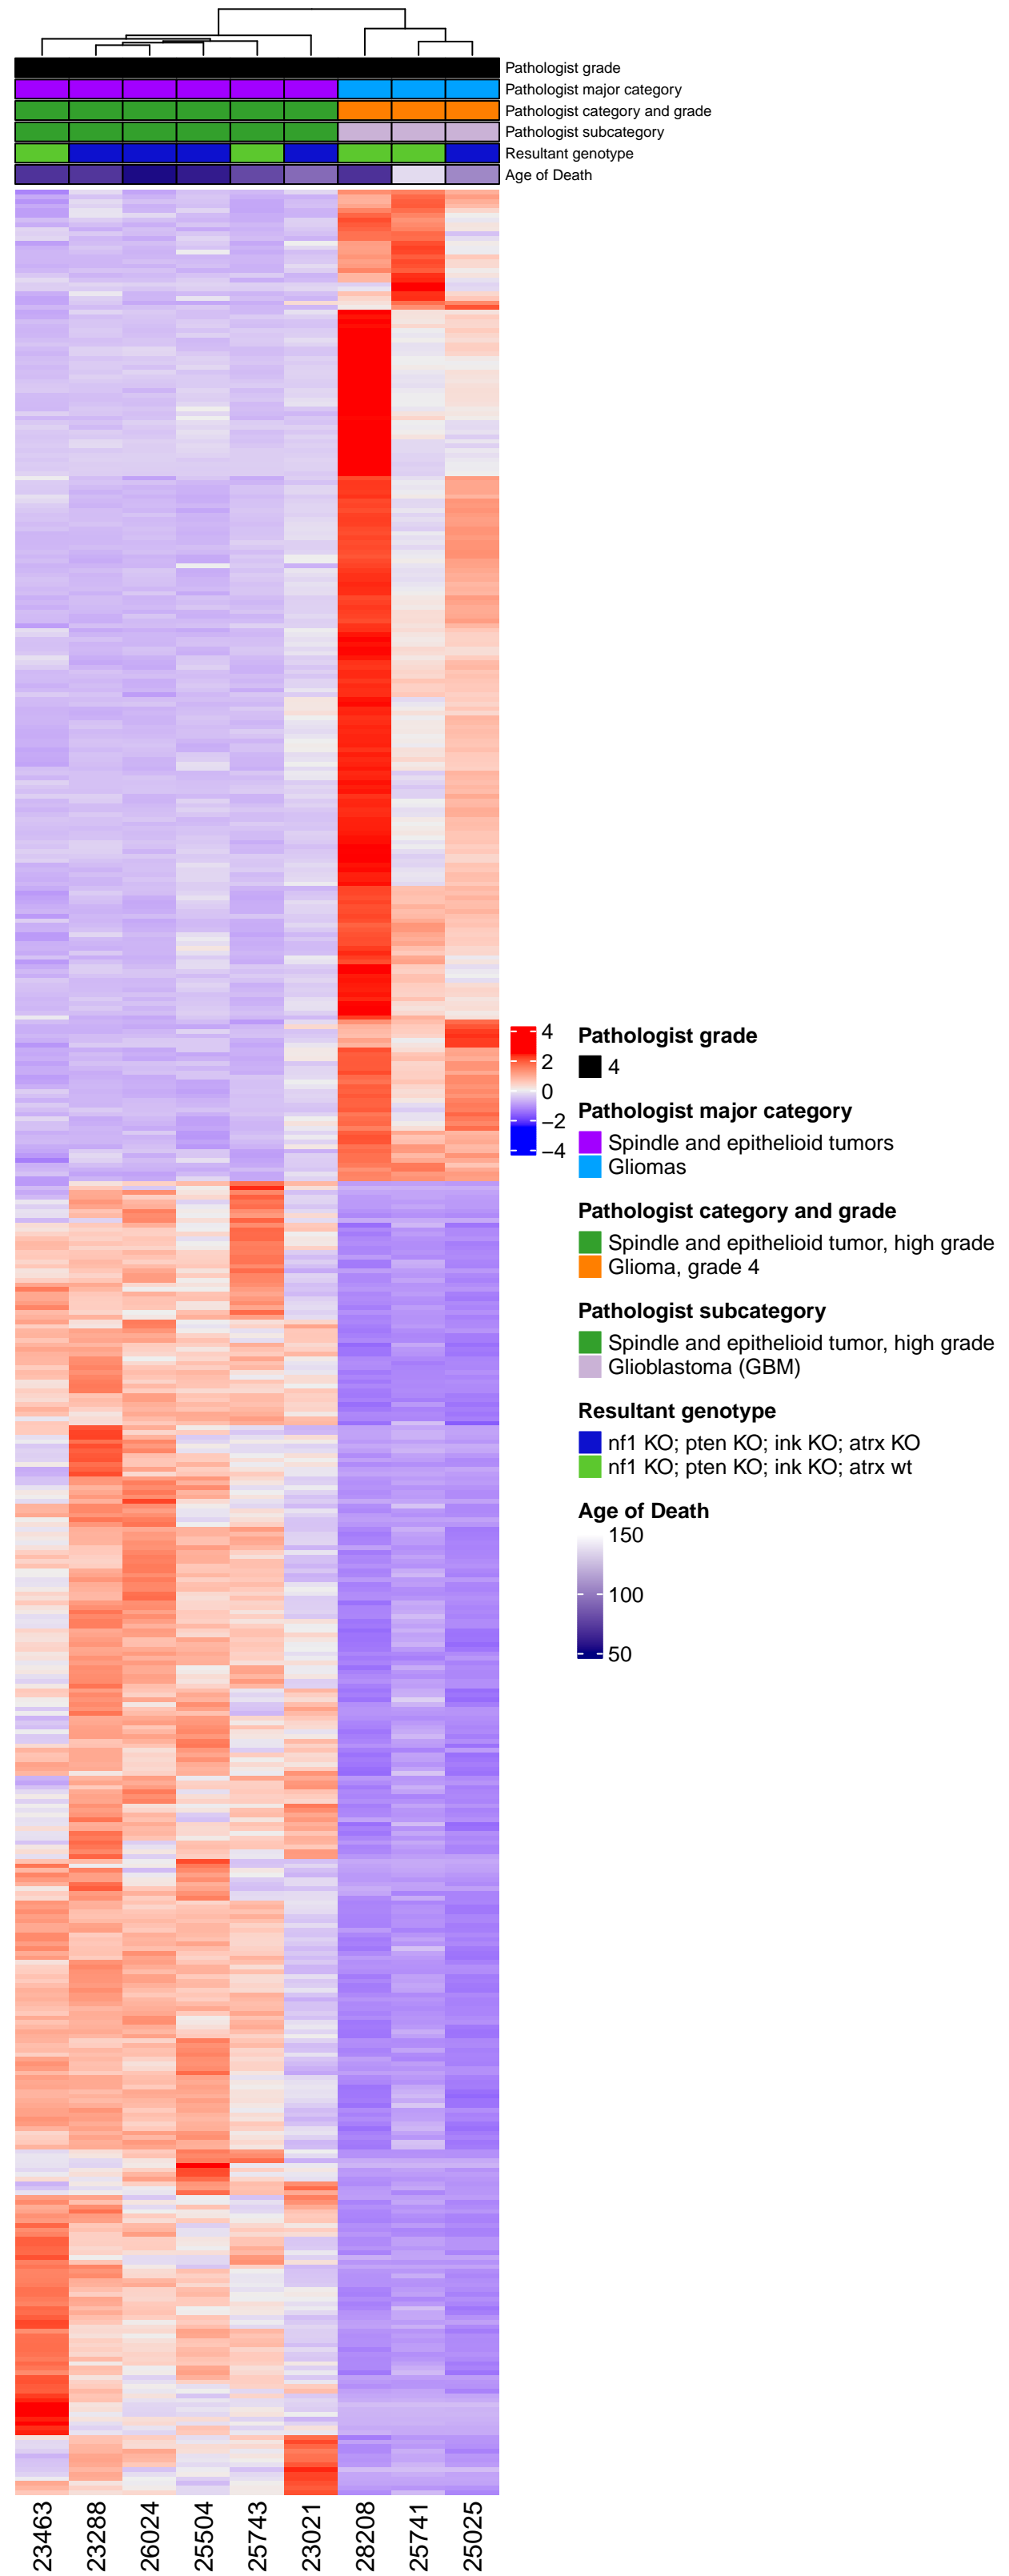 Pathologist grade
Pathologist major category
Pathologist category and grade
Pathologist subcategory
Resultant genotype
Age of Death
4
2
0
−2
−4
Pathologist grade
4
Pathologist major category
Spindle and epithelioid tumors
Gliomas
Pathologist category and grade
Spindle and epithelioid tumor, high grade
Glioma, grade 4
Pathologist subcategory
Spindle and epithelioid tumor, high grade
Glioblastoma (GBM)
Resultant genotype
nf1 KO; pten KO; ink KO; atrx KO
nf1 KO; pten KO; ink KO; atrx wt
Age of Death
150
100
50
23463
23288
26024
25504
25743
23021
28208
25741
25025